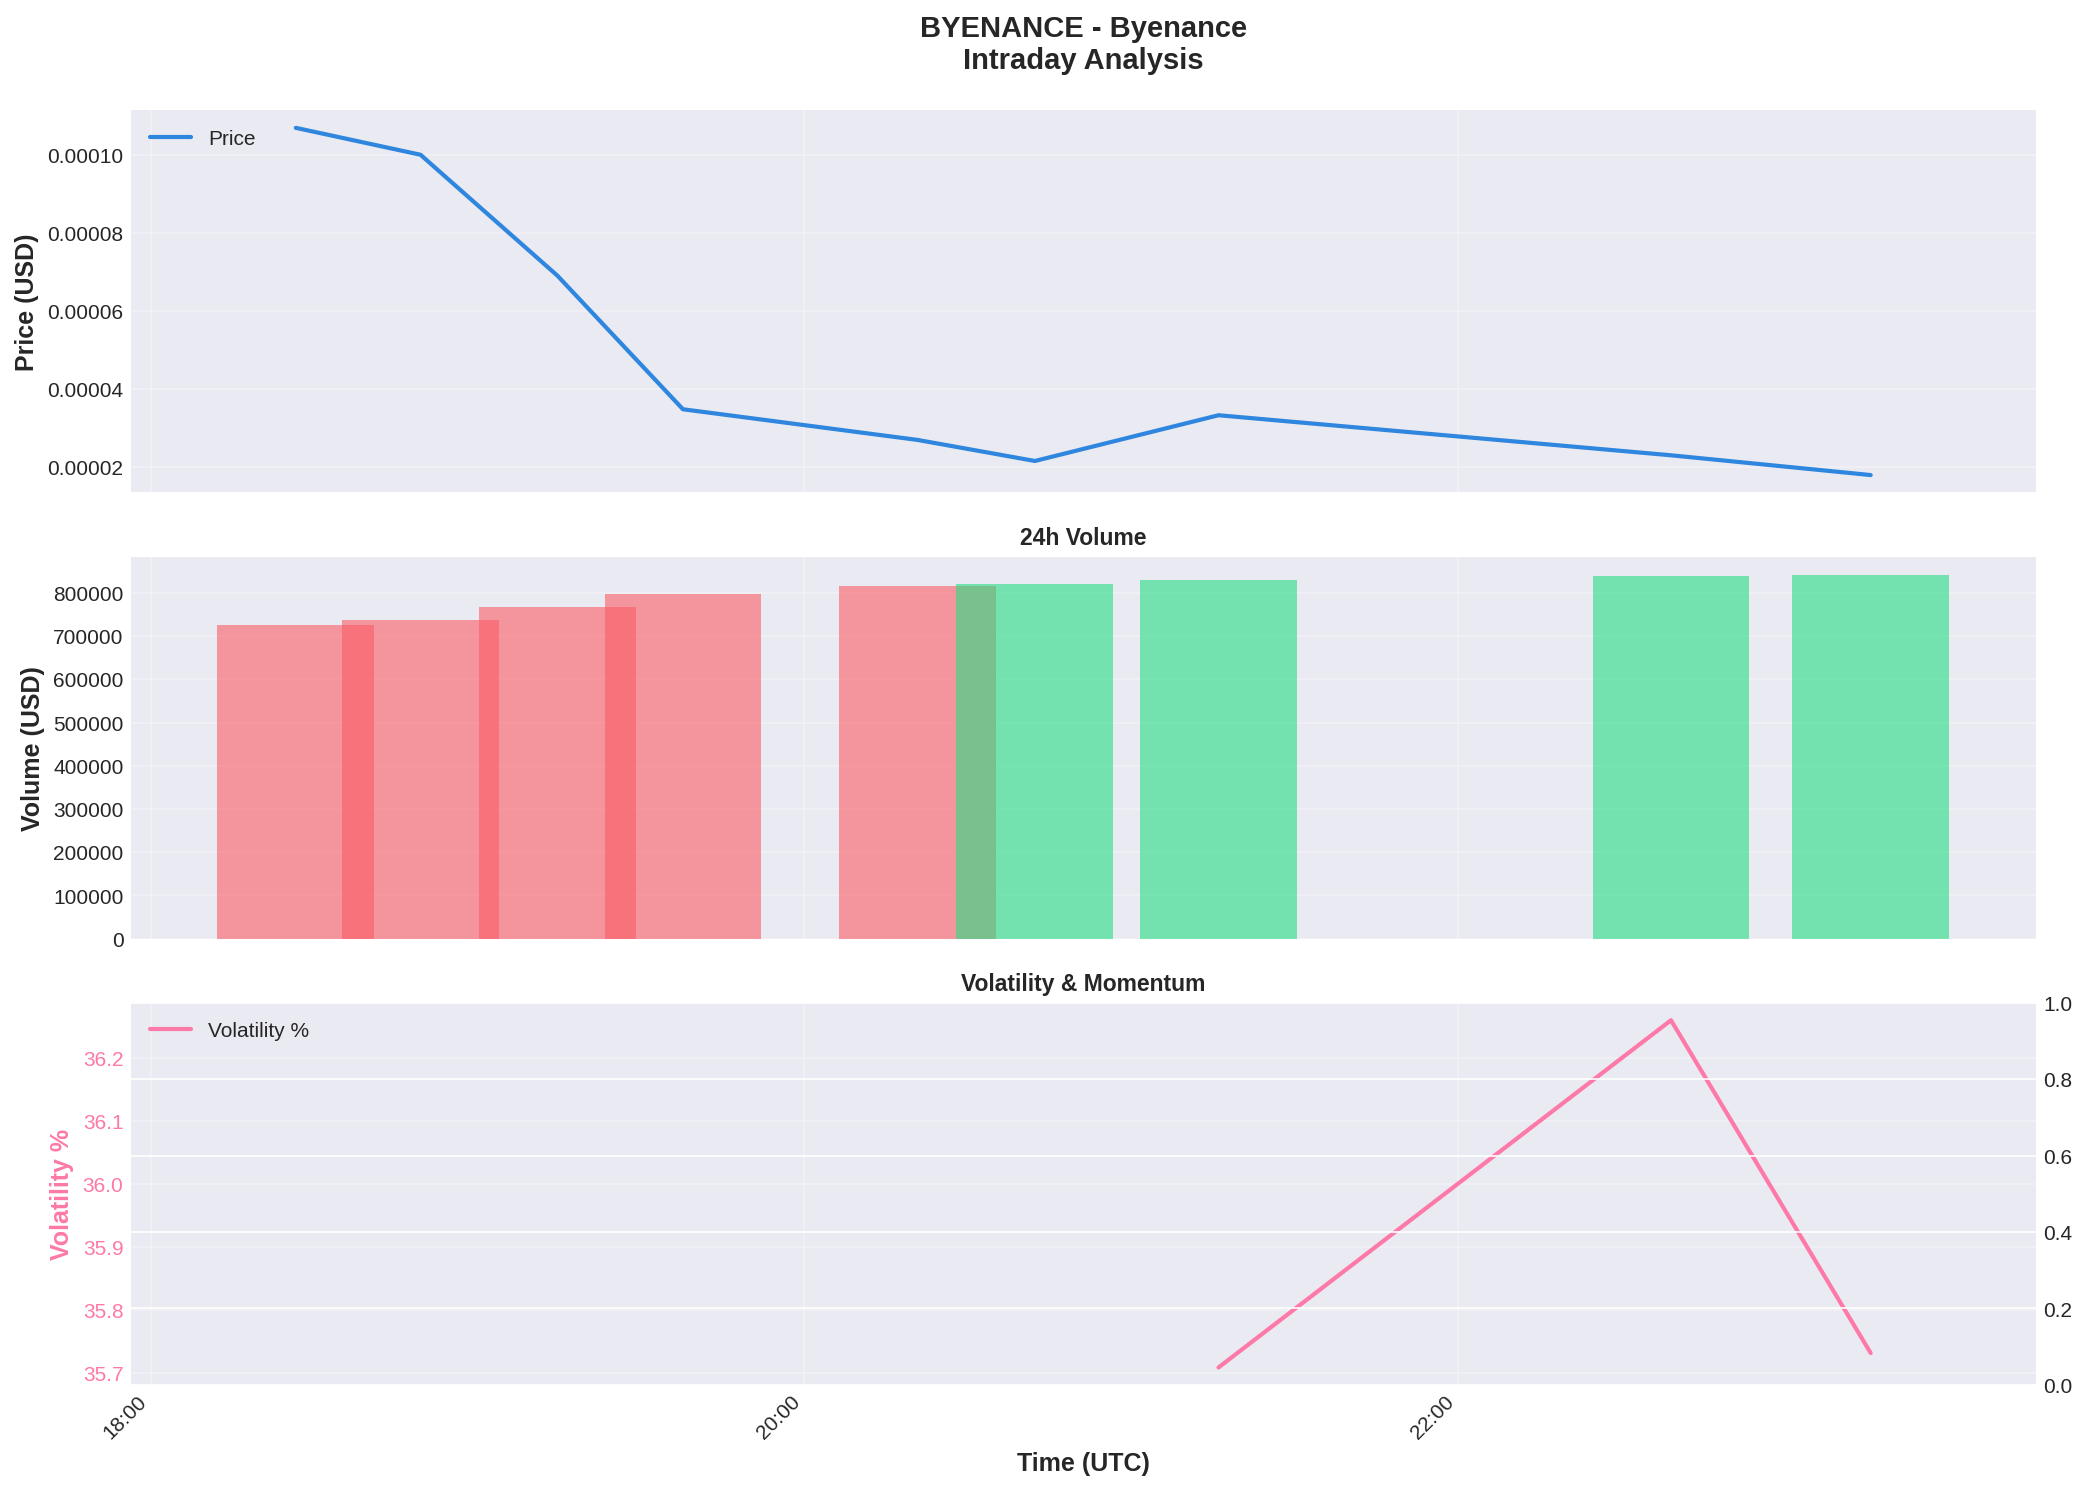 BYENANCE - Byenance
Intraday Analysis
Price
0.00010
0.00008
0.00006
0.00004
0.00002
Price (USD)
24h Volume
800000
700000
600000
500000
400000
300000
200000
100000
0
Volume (USD)
Volatility & Momentum
Volatility %
36.2
36.1
36.0
35.9
35.8
35.7
Volatility %
1.0
0.8
0.6
0.4
0.2
0.0
18:00
20:00
22:00
Time (UTC)